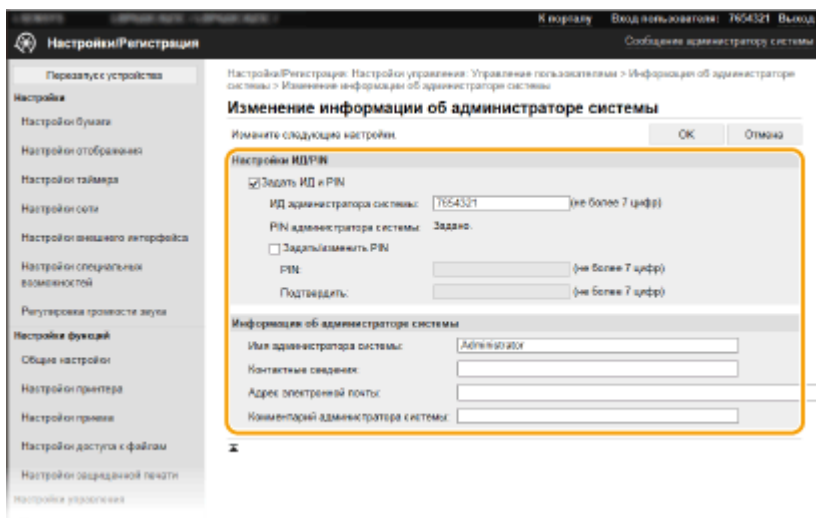 К порталу Вход пользователя: 7654321 Выход
Настройки/Регистрация
Сообщение администратору системы
Перезапуск устройства
Настройки
Настройки бумаги
Настройки отображения
Настройки таймера
Настройки сети
Настройки внешнего интерфейса
Настройки специальных
возможностей
Регулировка громкости звука
Настройки функций
Общие настройки
Настройки принтера
Настройки приема
Настройки доступа к файлам
Настройки защищенной печати
Настройки управления
Настройки/Регистрация: Настройки управления: Управление пользователями > Информация об администраторе
системы > Изменение информации об администраторе системы
Изменение информации об администраторе системы
Измените следующие настройки.
OK Отмена
Настройки ИД/PIN
Задать ИД и PIN
ИД администратора системы: 7654321 (не более 7 цифр)
PIN администратора системы: Задано.
Задать/изменить PIN
PIN: (не более 7 цифр)
Подтвердить: (не более 7 цифр)
Информация об администраторе системы
Имя администратора системы: Administrator
Контактные сведения:
Адрес электронной почты:
Комментарий администратора системы: